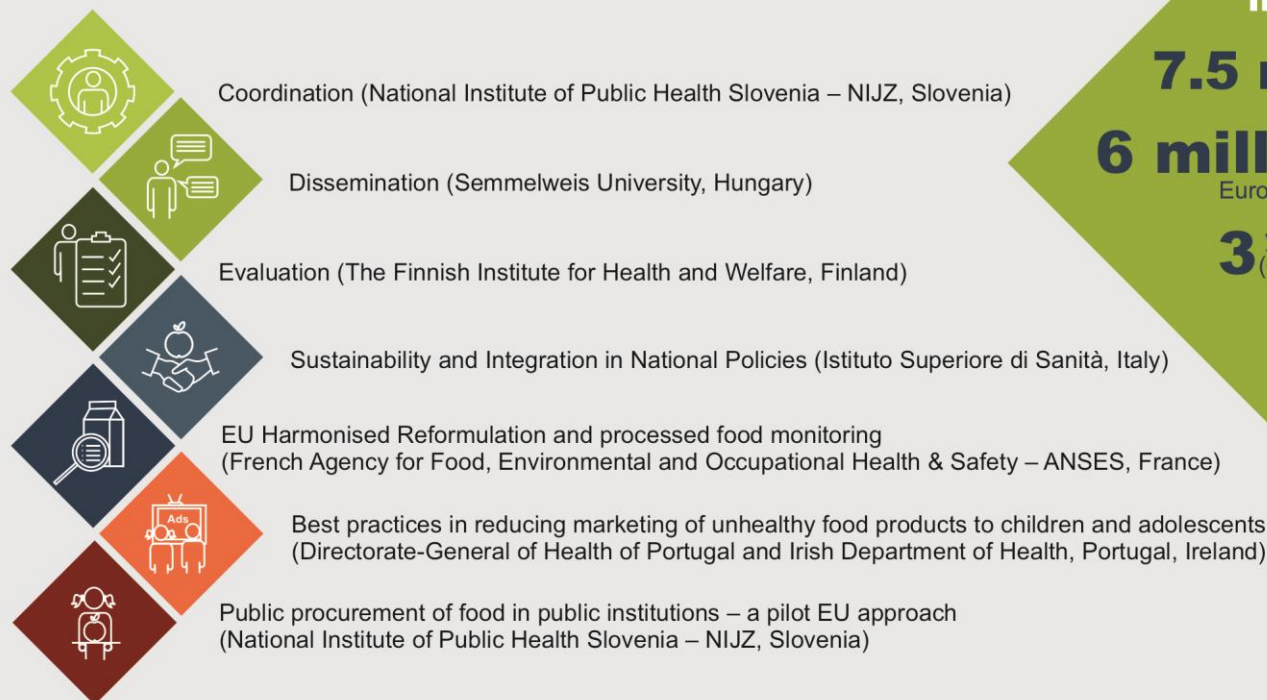 Coordination (National Institute of Public Health Slovenia – NIJZ, Slovenia)
Dissemination (Semmelweis University, Hungary)
Evaluation (The Finnish Institute for Health and Welfare, Finland)
Sustainability and Integration in National Policies (Istituto Superiore di Sanità, Italy)
EU Harmonised Reformulation and processed food monitoring
(French Agency for Food, Environmental and Occupational Health & Safety – ANSES, France)
Ads
Best practices in reducing marketing of unhealthy food products to children and adolescents
(Directorate-General of Health of Portugal and Irish Department of Health, Portugal, Ireland)
Public procurement of food in public institutions – a pilot EU approach
(National Institute of Public Health Slovenia – NIJZ, Slovenia)
7.5
6
3